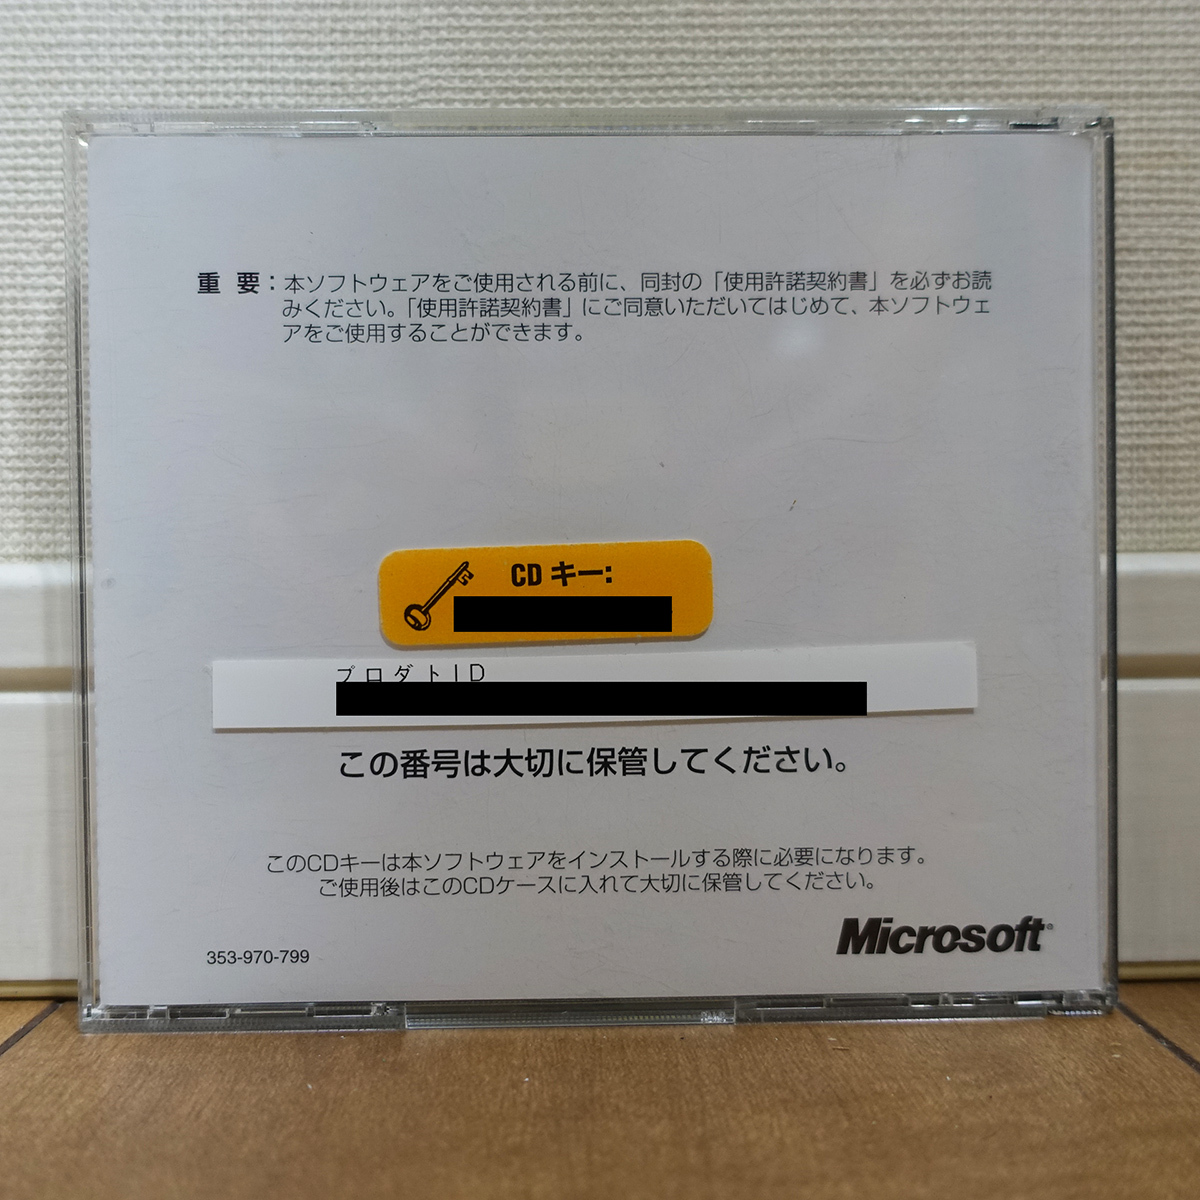 重 要：本ソフトウェアをご使用される前に、同封の「使用許諾契約書」を必ずお読
みください。「使用許諾契約書」にご同意いただいてはじめて、本ソフトウェ
アをご使用することができます。
CD キー:
プロダトID
この番号は大切に保管してください。
このCDキーは本ソフトウェアをインストールする際に必要になります。
ご使用後はこのCDケースに入れて大切に保管してください。
Microsoft®
353-970-799